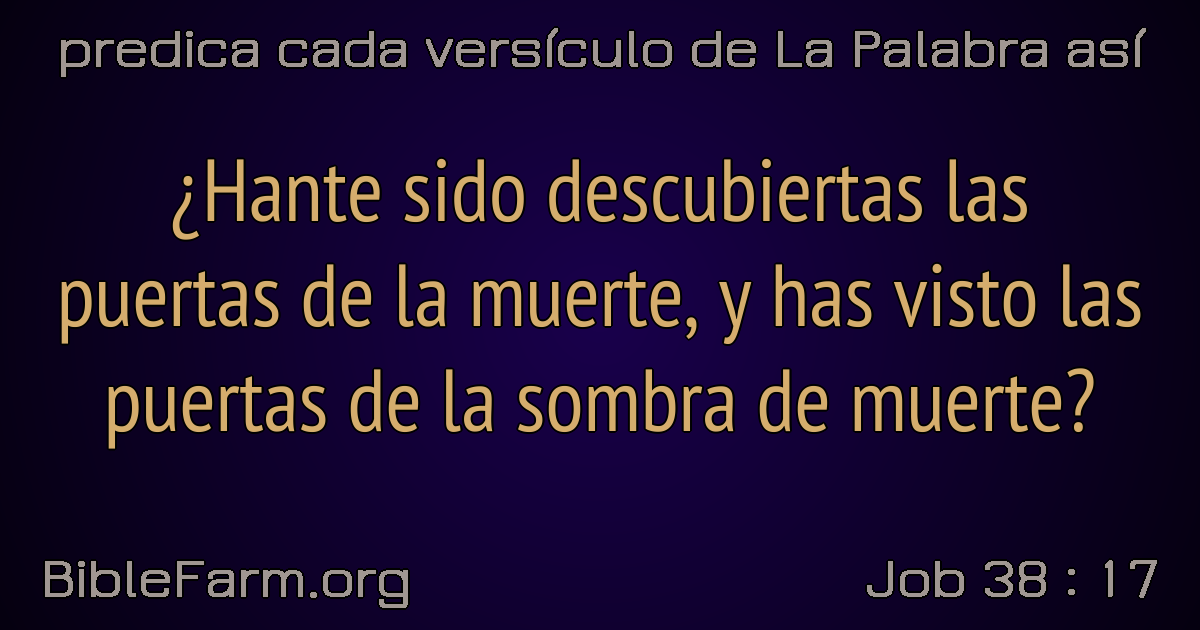 predica cada versículo de La Palabra así
¿Hante sido descubiertas las
puertas de la muerte, y has visto las
puertas de la sombra de muerte?
BibleFarm.org
Job 38 : 17